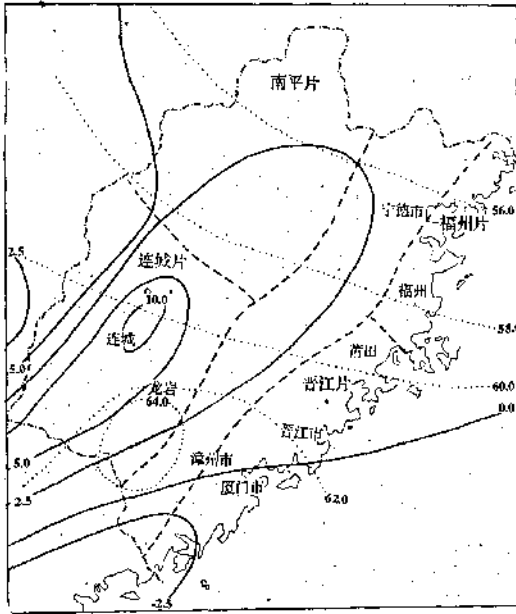 南平片
宁德市
56.0
福州片
2.5
连城片
福州
10.0
连城
58.0
莆田
5.0
龙岩
晋江片
60.0
64.0
0.0
晋江市
漳州市
5.0
厦门市
2.5
62.0
-2.5